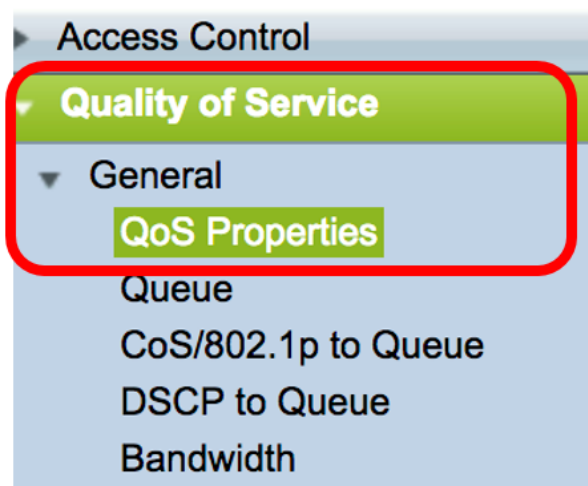 Access Control
Quality of Service
General
QoS Properties
Queue
CoS/802.1p to Queue
DSCP to Queue
Bandwidth